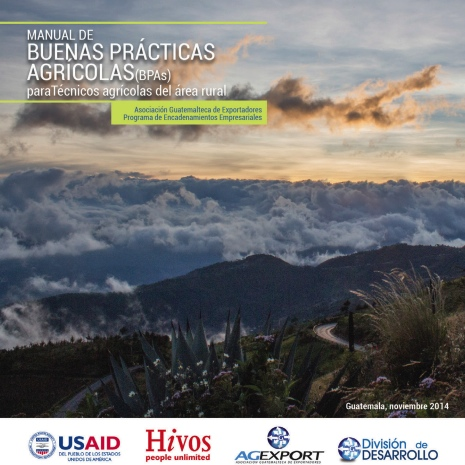 MANUAL DE
BUENAS PRÁCTICAS
AGRÍCOLAS(BPAs)
paraTécnicos agrícolas del área rural
Asociación Guatemalteca de Exportadores
Programa de Encadenamientos Empresariales
Guatemala, noviembre 2014
USAID
DEL PUEBLO DE LOS ESTADOS
UNIDOS DE AMÉRICA
Hivos
people unlimited
AGEXPORT
ASOCIACIÓN GUATEMALTECA DE EXPORTADORES
División de
DESARROLLO